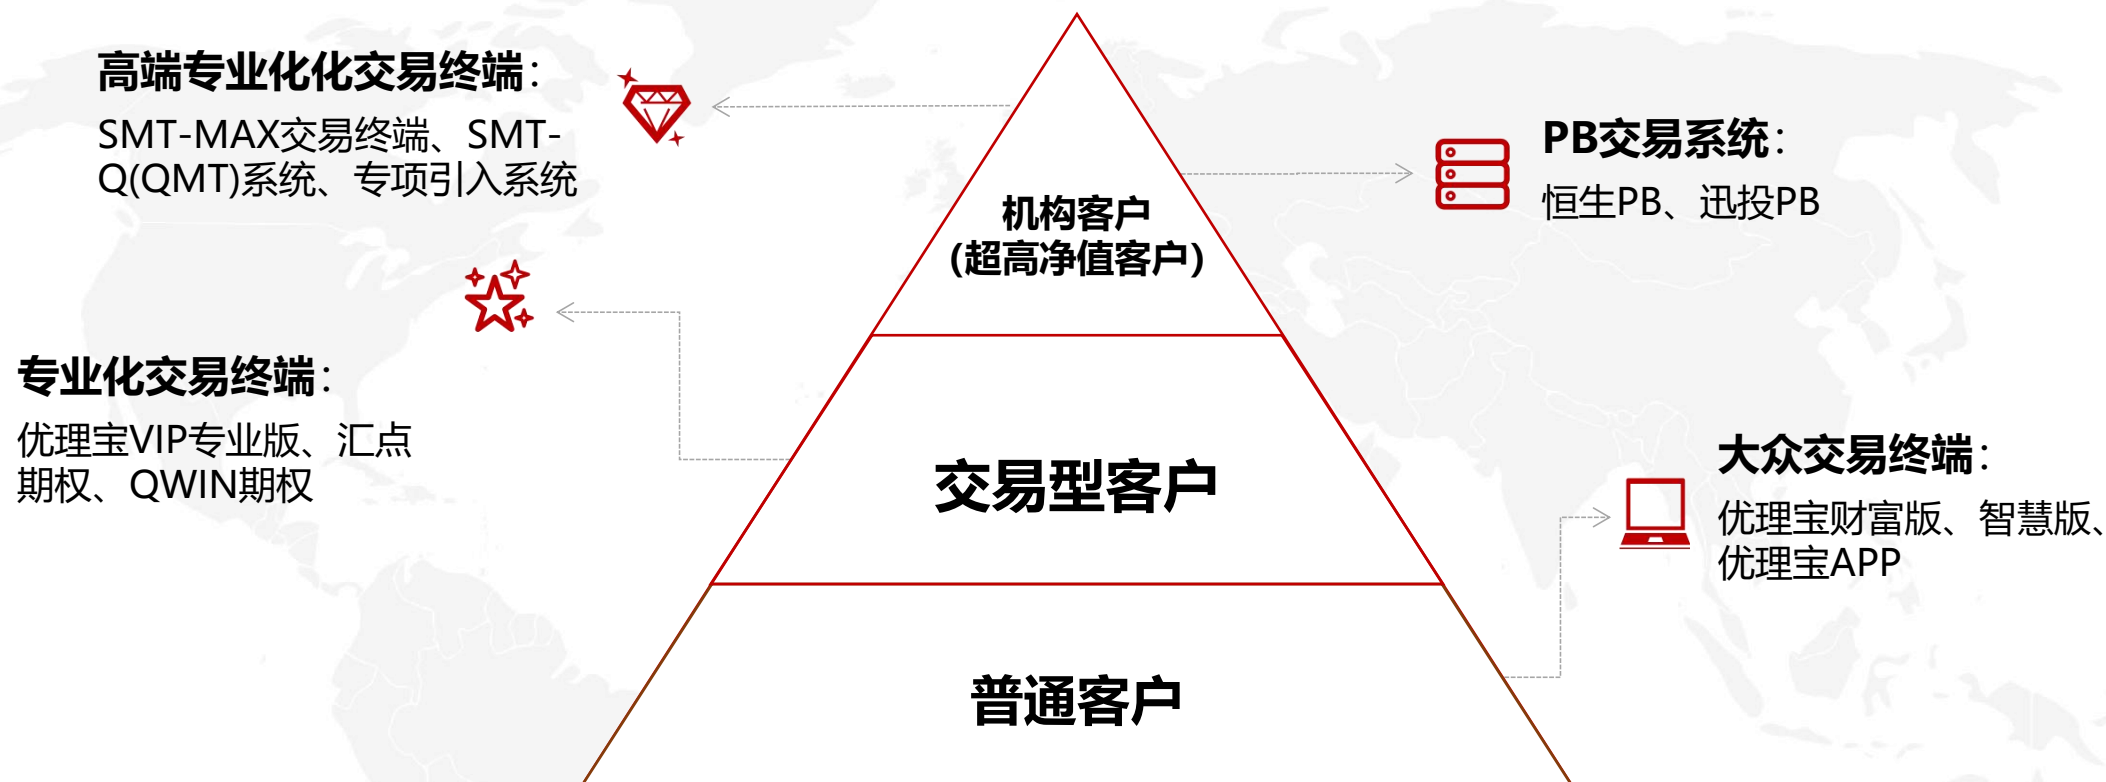 高端专业化化交易终端：
SMT-MAX交易终端、SMT-
Q(QMT)系统、专项引入系统
PB交易系统：
恒生PB、迅投PB
机构客户
(超高净值客户)
专业化交易终端：
优理宝VIP专业版、汇点
期权、QWIN期权
交易型客户
大众交易终端：
优理宝财富版、智慧版、
优理宝APP
普通客户